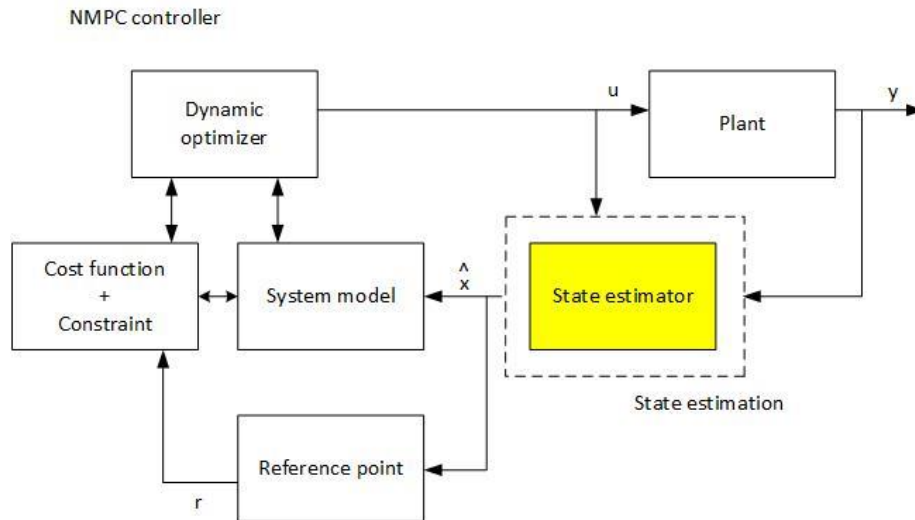 NMPC controller
Dynamic
optimizer
u
Plant
y
Cost function
+
Constraint
System model
^
x
State estimator
State estimation
Reference point
r